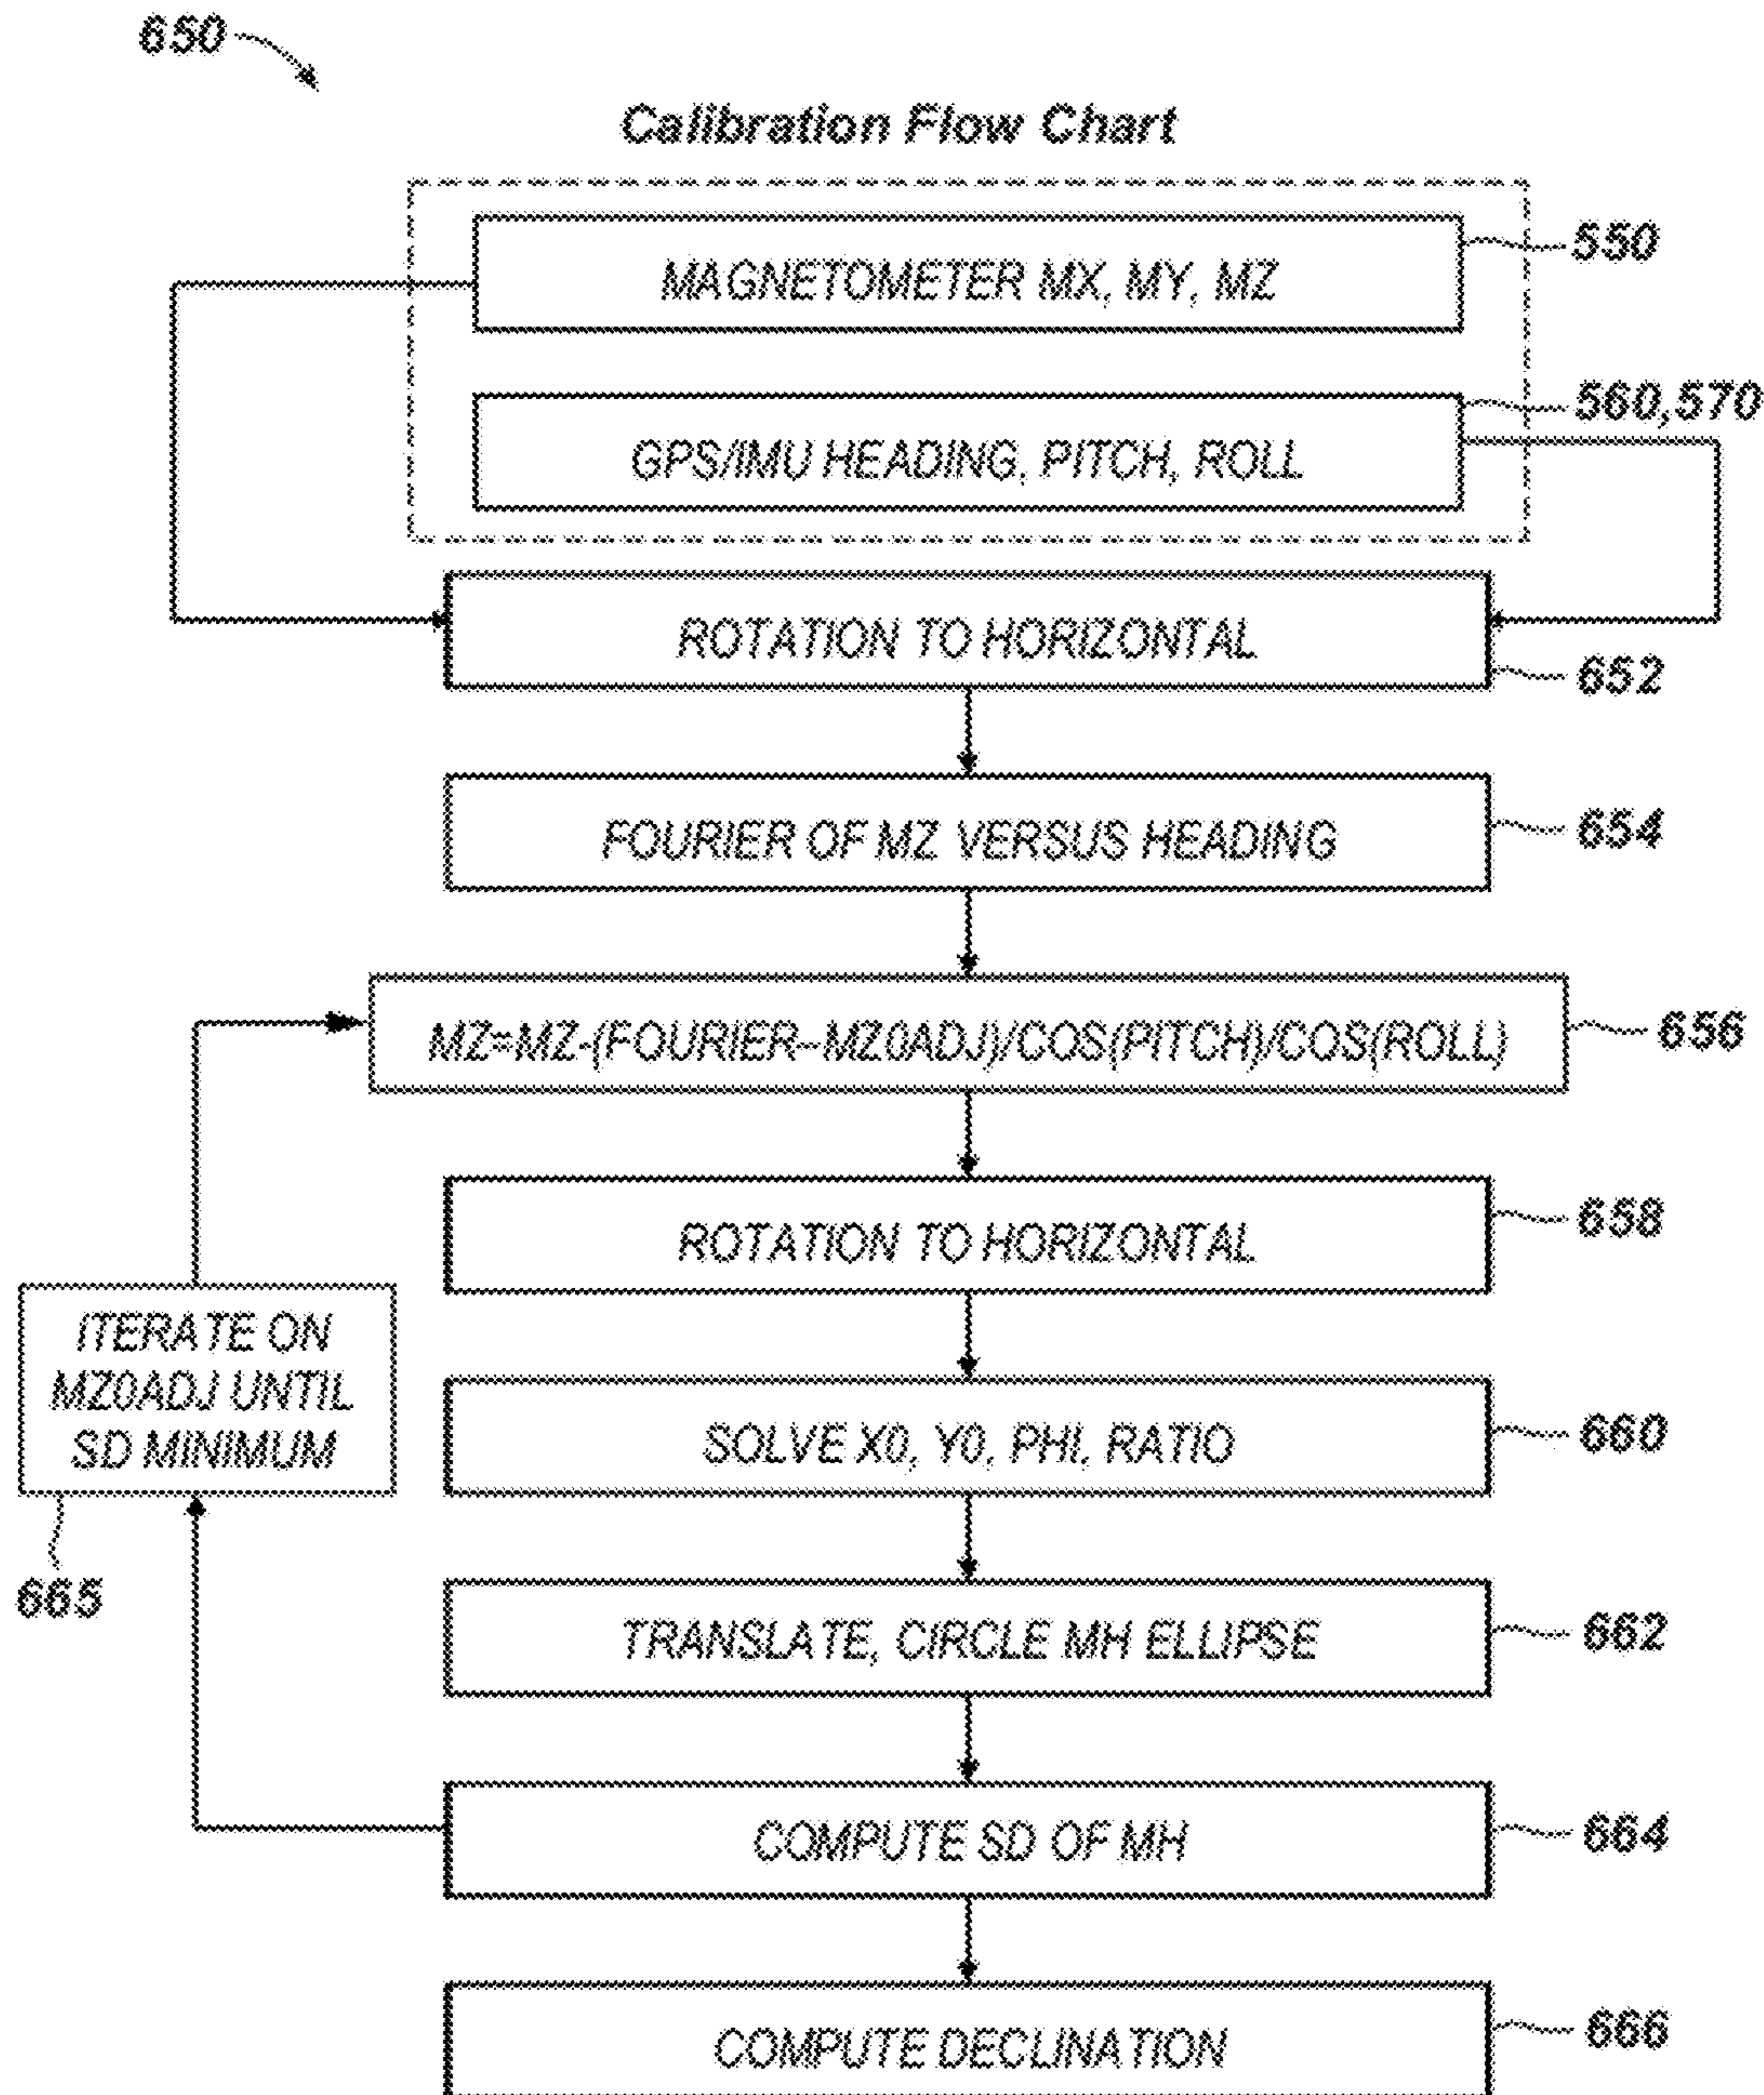 650
Calibration Flow Chart
MAGNETOMETER MX, MY, MZ
550
GPS/IMU HEADING, PITCH, ROLL
560,570
ROTATION TO HORIZONTAL
652
FOURIER OF MZ VERSUS HEADING
654
MZ=MZ-(FOURIER-MZ0ADJ)/COS(PITCH)/COS(ROLL)
656
ROTATION TO HORIZONTAL
658
ITERATE ON
MZ0ADJ UNTIL
SD MINIMUM
665
SOLVE X0, Y0, PHI, RATIO
660
TRANSLATE, CIRCLE MH ELLIPSE
662
COMPUTE SD OF MH
664
COMPUTE DECLINATION
666